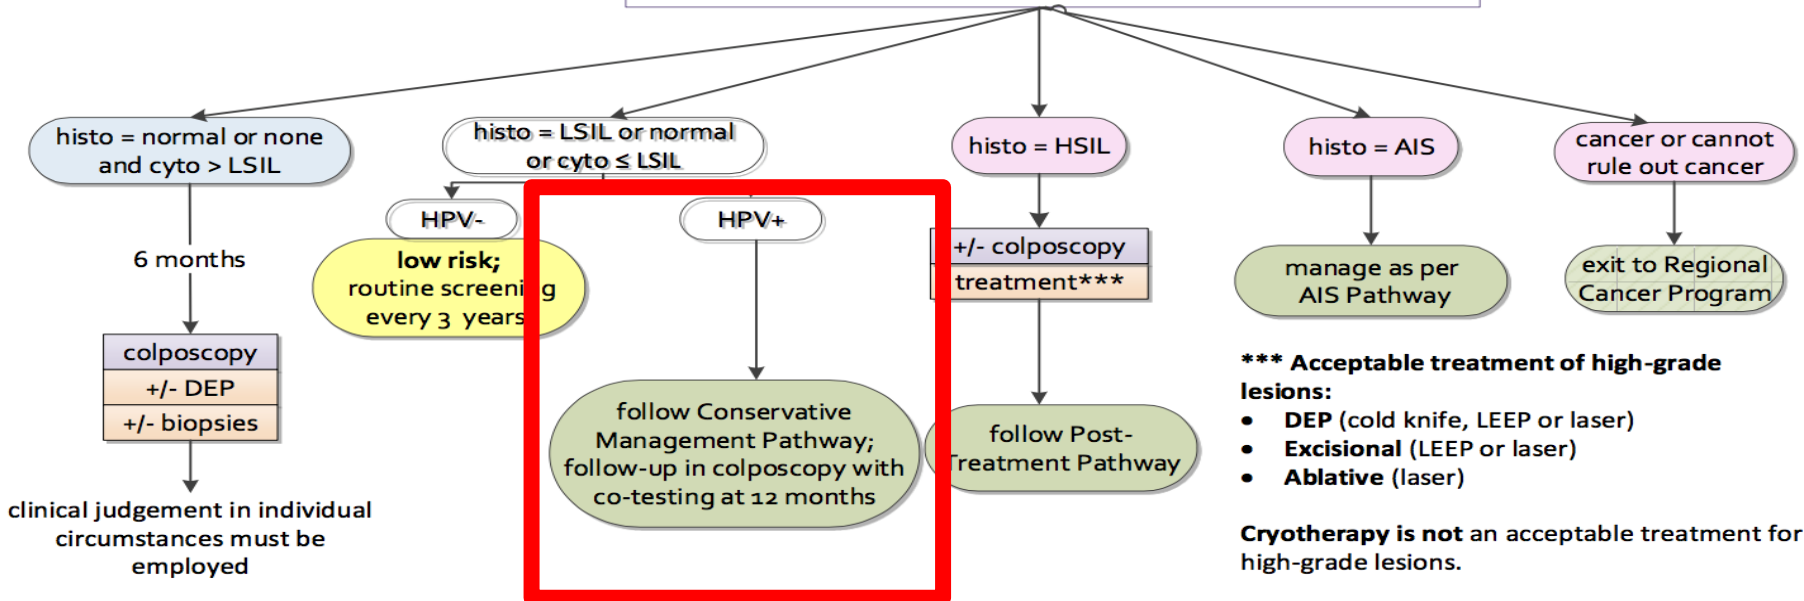 histo = normal or none
and cyto > LSIL
6 months
colposcopy
+/- DEP
+/- biopsies
clinical judgement in individual
circumstances must be
employed
histo = LSIL or normal
or cyto ≤ LSIL
HPV-
low risk;
routine screening
every 3 years
HPV+
follow Conservative
Management Pathway;
follow-up in colposcopy with
co-testing at 12 months
histo = HSIL
+/- colposcopy
treatment***
follow Post-
Treatment Pathway
histo = AIS
manage as per
AIS Pathway
cancer or cannot
rule out cancer
exit to Regional
Cancer Program
*** Acceptable treatment of high-grade
lesions:
• DEP (cold knife, LEEP or laser)
• Excisional (LEEP or laser)
• Ablative (laser)
Cryotherapy is not an acceptable treatment for
high-grade lesions.